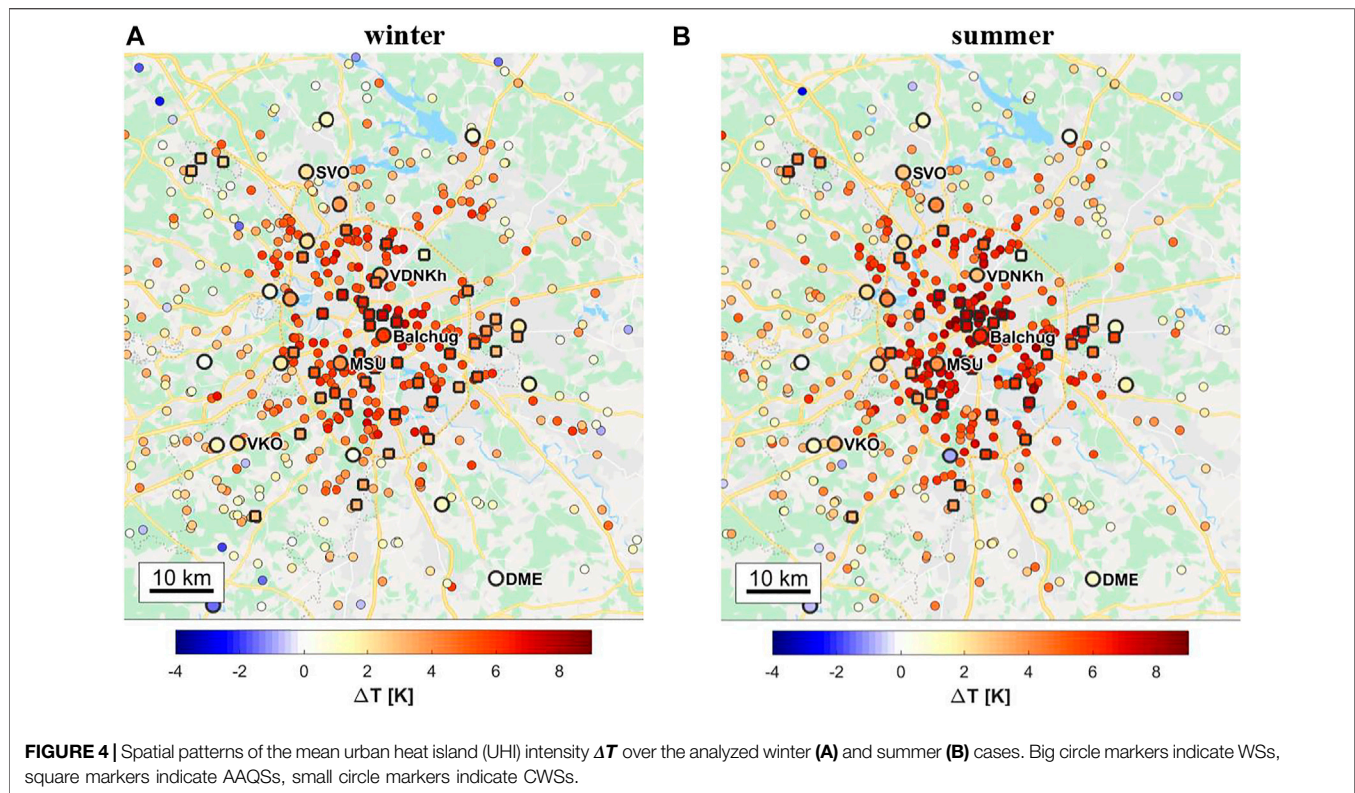 A
winter
SVO
VDNKh
Balchug
MSU
VKO
DME
10 km
-4 -2 0 2 4 6 8
ΔT [K]
B
summer
SVO
VDNKh
Balchug
MSU
VKO
DME
10 km
-4 -2 0 2 4 6 8
ΔT [K]
FIGURE 4 | Spatial patterns of the mean urban heat island (UHI) intensity ΔT over the analyzed winter (A) and summer (B) cases. Big circle markers indicate WSs,
square markers indicate AAQSs, small circle markers indicate CWSs.